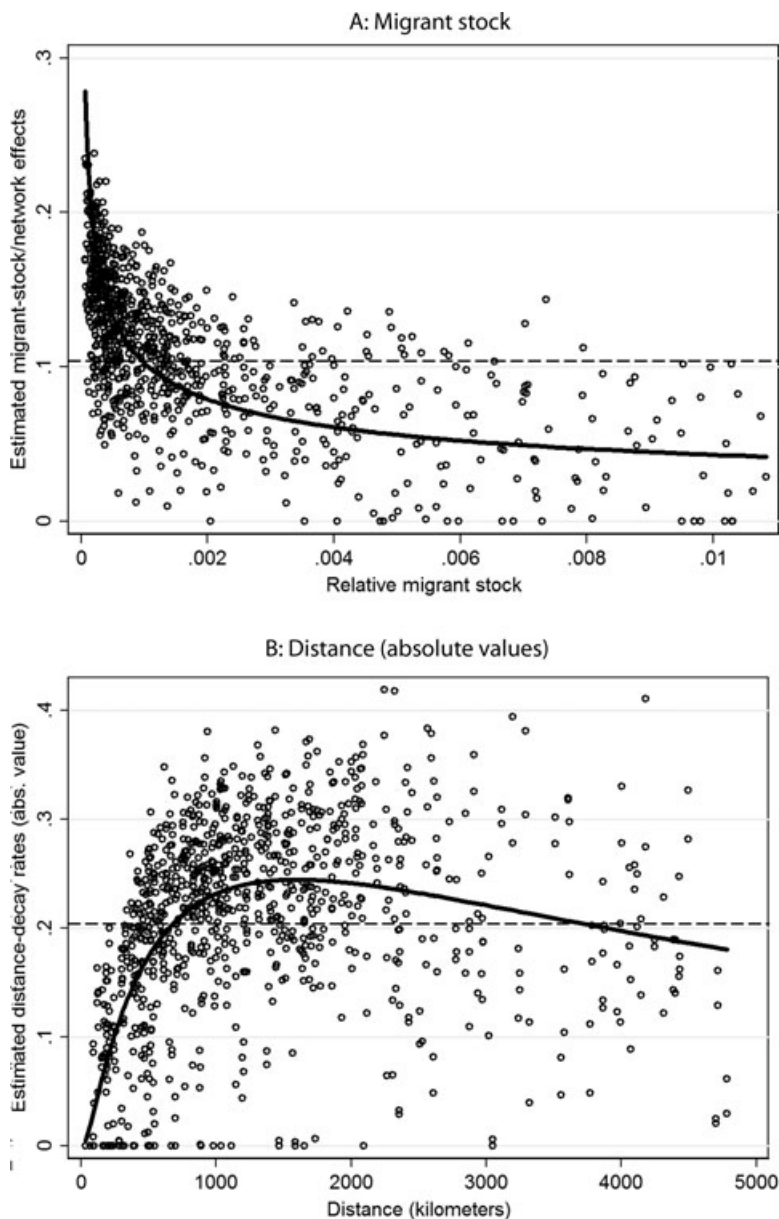 A: Migrant stock
Estimated migrant-stock/network effects
.3
.2
.1
0
0 .002 .004 .006 .008 .01
Relative migrant stock
B: Distance (absolute values)
Estimated distance-decay rates (abs. value)
.4
.3
.2
.1
0
0 1000 2000 3000 4000 5000
Distance (kilometers)